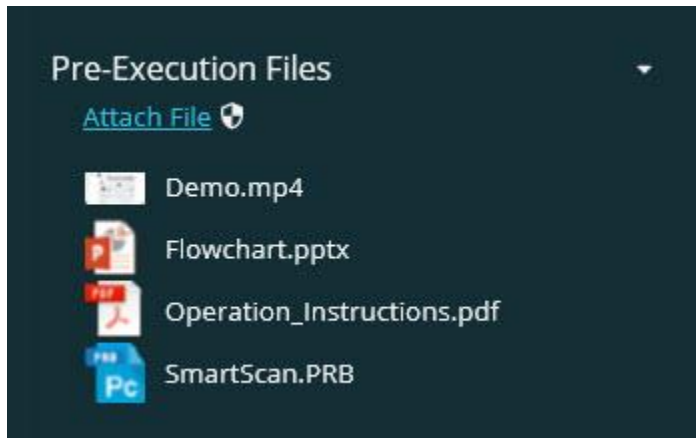 Pre-Execution Files
Attach File
Demo.mp4
P
Flowchart.pptx
PDF
Operation_Instructions.pdf
PRB
Pc
SmartScan.PRB